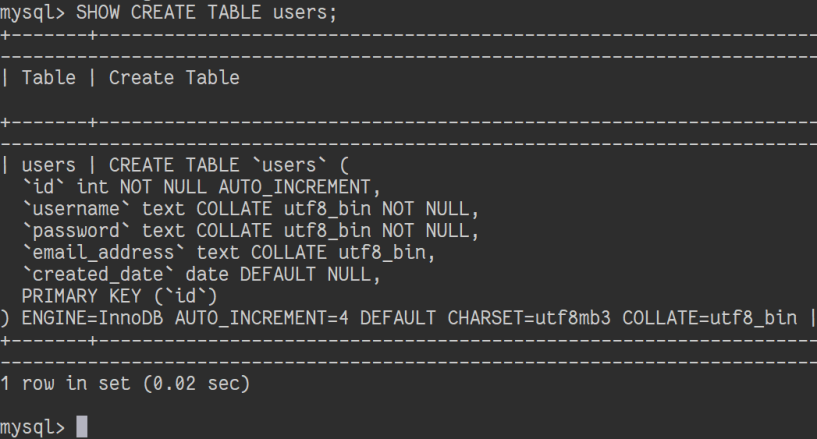 mysql> SHOW CREATE TABLE users;
+-------+------------------------------------------------------------------
---------------------------------------------------------------------------
| Table | Create Table
+-------+------------------------------------------------------------------
---------------------------------------------------------------------------
| users | CREATE TABLE `users` (
`id` int NOT NULL AUTO_INCREMENT,
`username` text COLLATE utf8_bin NOT NULL,
`password` text COLLATE utf8_bin NOT NULL,
`email_address` text COLLATE utf8_bin,
`created_date` date DEFAULT NULL,
PRIMARY KEY (`id`)
) ENGINE=InnoDB AUTO_INCREMENT=4 DEFAULT CHARSET=utf8mb3 COLLATE=utf8_bin |
+-------+------------------------------------------------------------------
---------------------------------------------------------------------------
1 row in set (0.02 sec)
mysql>